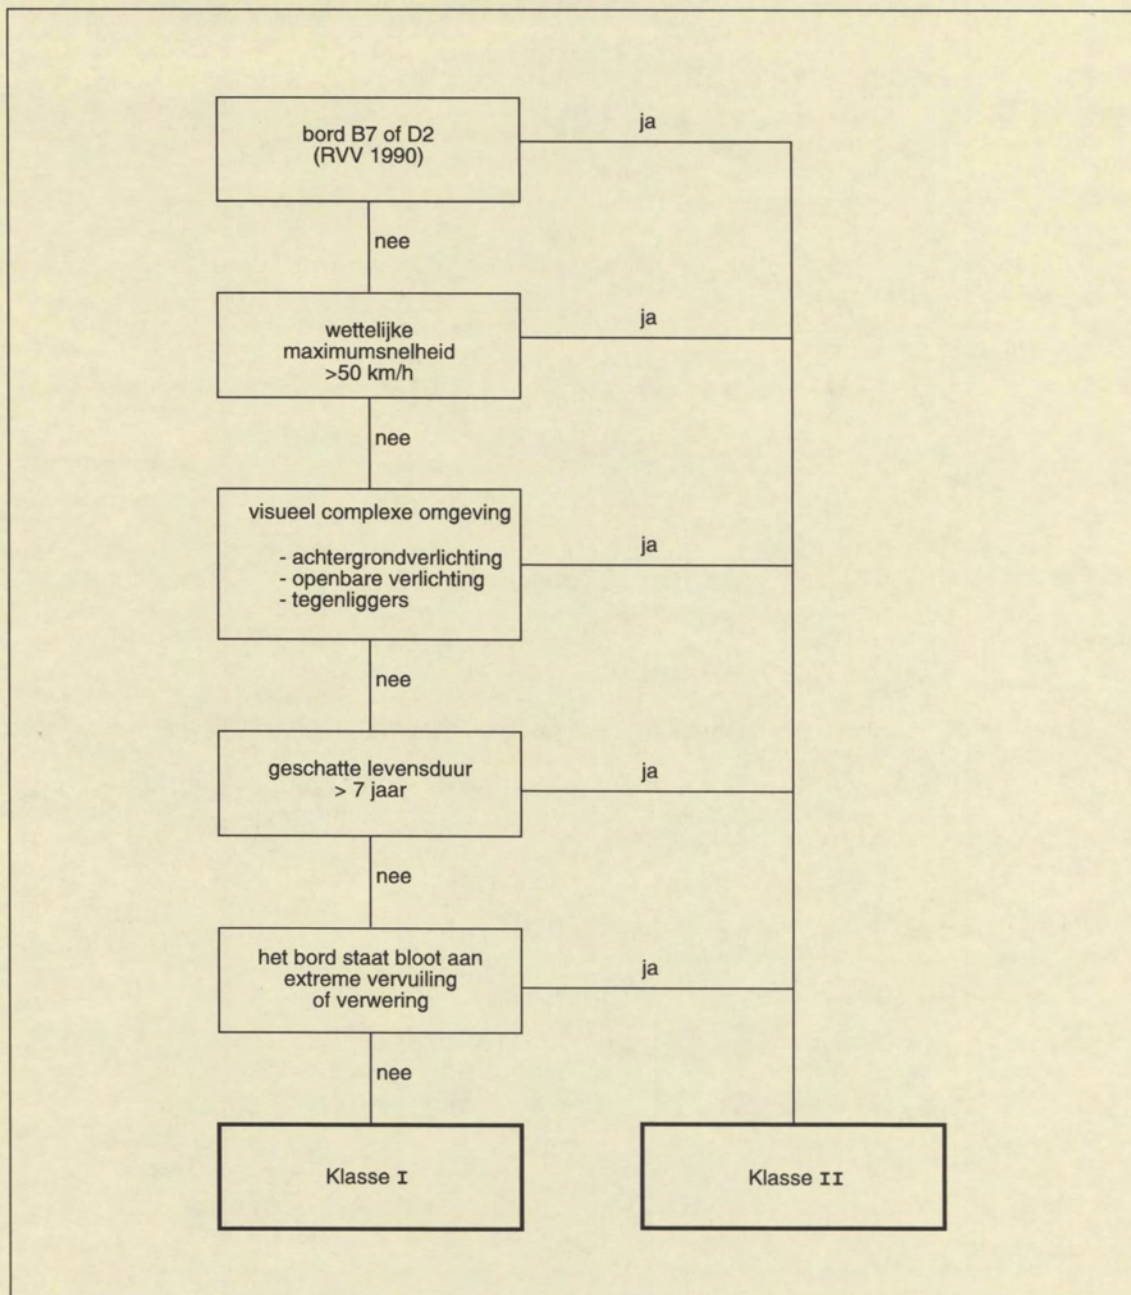 bord B7 of D2
(RVV 1990)
ja
nee
wettelijke
maximumsnelheid
>50 km/h
ja
nee
visueel complexe omgeving
- achtergrondverlichting
- openbare verlichting
- tegenliggers
ja
nee
geschatte levensduur
> 7 jaar
ja
nee
het bord staat bloot aan
extreme vervuiling
of verwering
ja
nee
Klasse I
Klasse II